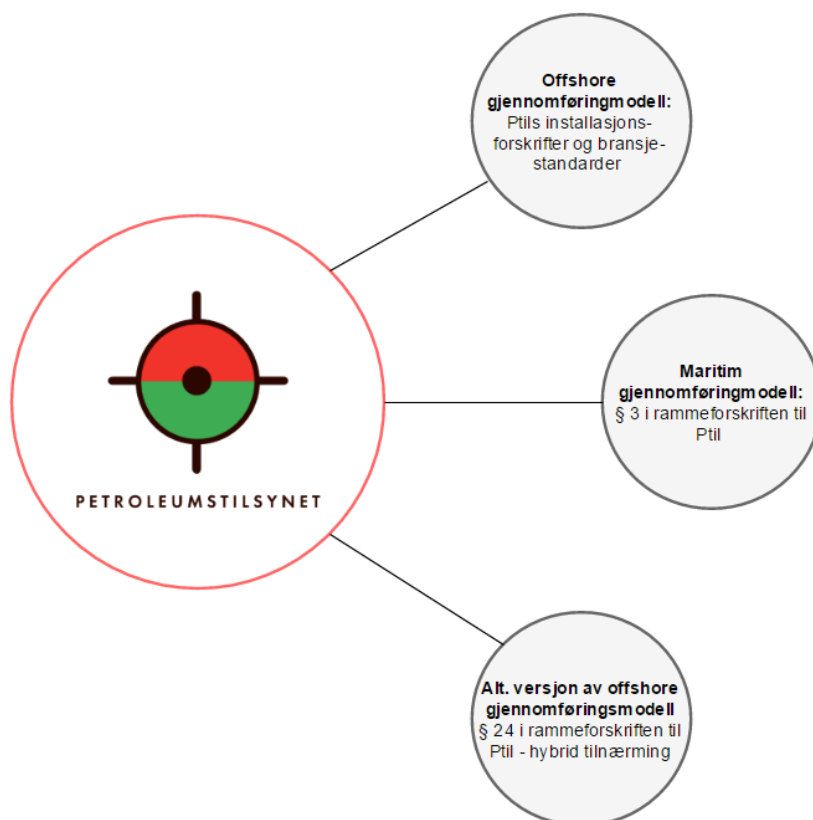 Offshore
gjennomføringmodell:
Ptils installasjons-
forskrifter og bransje-
standarder
PETROLEUMSTILSYNET
Maritim
gjennomføringmodell:
§ 3 i rammeforskriften til
Ptil
Alt. versjon av offshore
gjennomføringsmodell
§ 24 i rammeforskriften til
Ptil - hybrid tilnærming